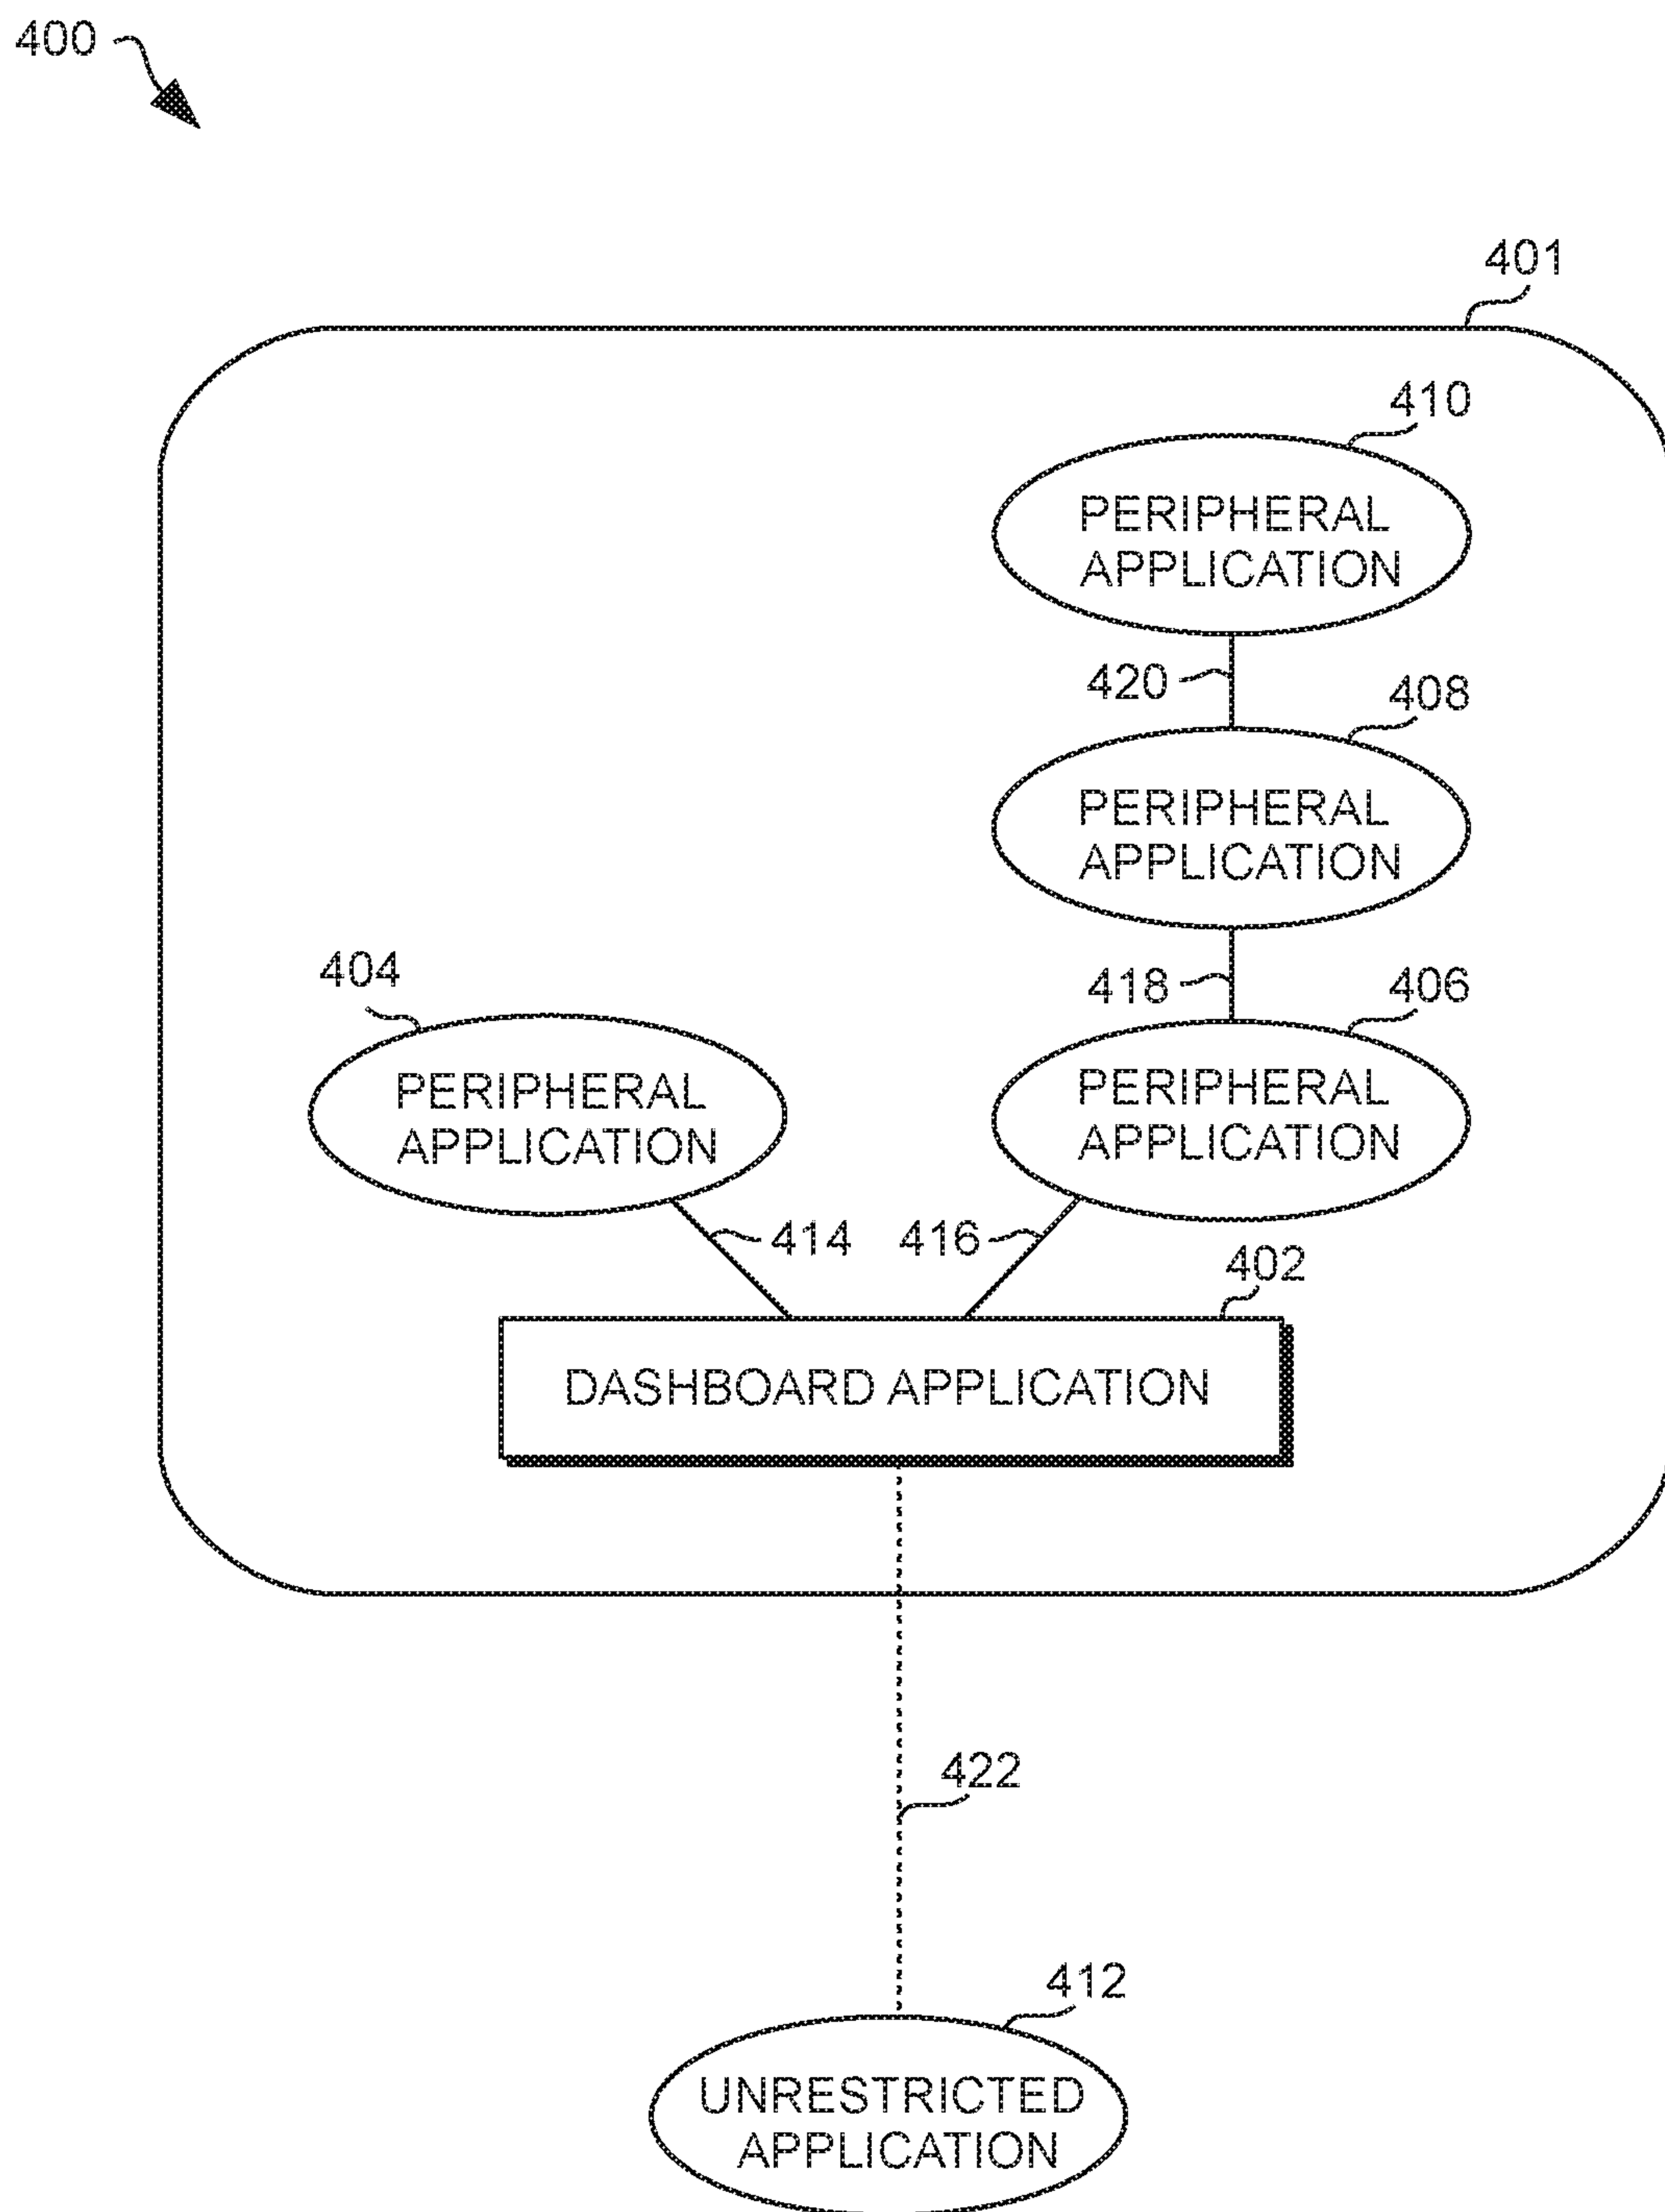 400
401
410
PERIPHERAL
APPLICATION
420
408
PERIPHERAL
APPLICATION
418
406
404
PERIPHERAL
APPLICATION
PERIPHERAL
APPLICATION
414
416
402
DASHBOARD APPLICATION
422
412
UNRESTRICTED
APPLICATION